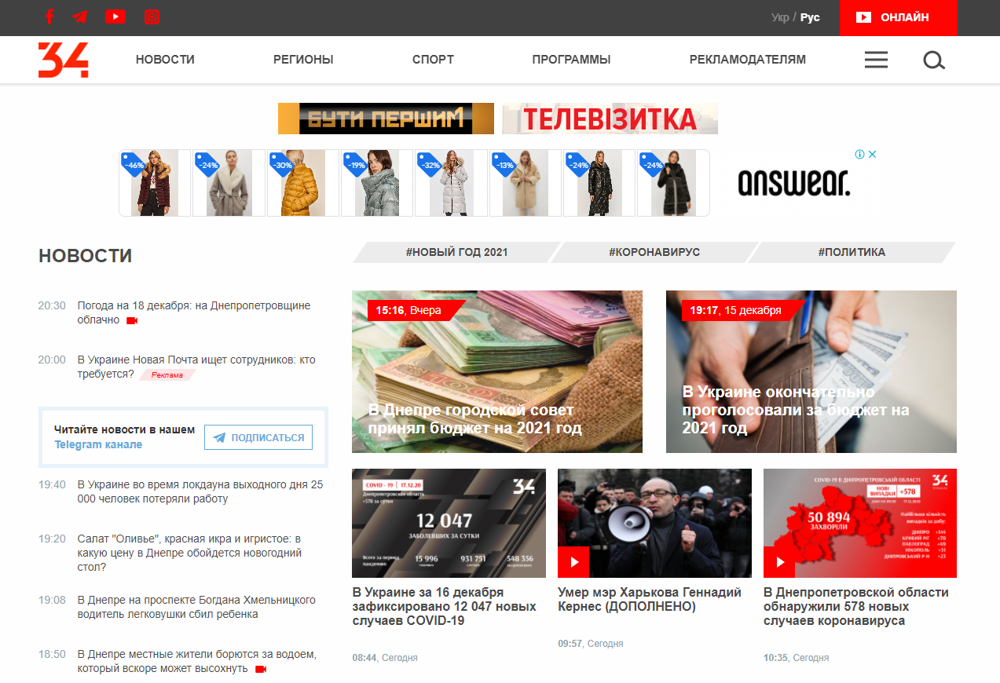 Укр / Рус
ОНЛАЙН
34
НОВОСТИ
РЕГИОНЫ
СПОРТ
ПРОГРАММЫ
РЕКЛАМОДАТЕЛЯМ
БУТИ ПЕРШИМ
ТЕЛЕВІЗИТКА
-46%
-24%
-30%
-19%
-32%
-13%
-24%
-24%
answear.
НОВОСТИ
#НОВЫЙ ГОД 2021
#КОРОНАВИРУС
#ПОЛИТИКА
20:30
Погода на 18 декабря: на Днепропетровщине
облачно
20:00
В Украине Новая Почта ищет сотрудников: кто
требуется? Реклама
Читайте новости в нашем
Telegram канале
ПОДПИСАТЬСЯ
19:40
В Украине во время локдауна выходного дня 25
000 человек потеряли работу
19:20
Салат "Оливье", красная икра и игристое: в
какую цену в Днепре обойдется новогодний
стол?
19:08
В Днепре на проспекте Богдана Хмельницкого
водитель легковушки сбил ребенка
18:50
В Днепре местные жители борются за водоем,
который вскоре может высохнуть
15:16, Вчера
В Днепре городской совет
принял бюджет на 2021 год
19:17, 15 декабря
В Украине окончательно
проголосовали за бюджет на
2021 год
COVID - 19 | 17.12.20
Днепропетровская область
+578 за сутки
34
12 047
ЗАБОЛЕВШИХ ЗА СУТКИ
Всего за период
пандемии:
15 996
931 751
548 356
В Украине за 16 декабря
зафиксировано 12 047 новых
случаев COVID-19
08:44, Сегодня
Умер мэр Харькова Геннадий
Кернес (ДОПОЛНЕНО)
09:57, Сегодня
COVID-19 В ДНІПРОПЕТРОВСЬКІЙ ОБЛАСТІ
34
НОВІ
ВИПАДКИ
+578
50 894
ЗАХВОРІЛИ
Найбільша кількість
випадків за добу:
ДНІПРО +344
КРИВИЙ РІГ +70
ПАВЛОГРАД +49
НІКОПОЛЬ +31
ДНІПРОВСЬКИЙ Р-Н +23
В Днепропетровской области
обнаружили 578 новых
случаев коронавируса
10:35, Сегодня